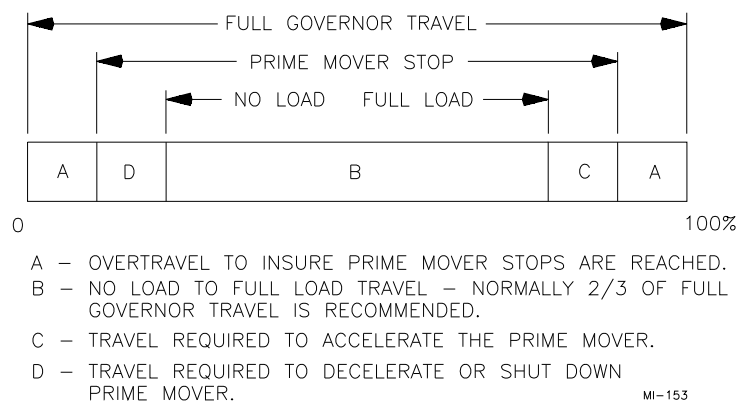 FULL GOVERNOR TRAVEL
PRIME MOVER STOP
NO LOAD FULL LOAD
A D B C A
0 100%
A – OVERTRAVEL TO INSURE PRIME MOVER STOPS ARE REACHED.
B – NO LOAD TO FULL LOAD TRAVEL – NORMALLY 2/3 OF FULL
GOVERNOR TRAVEL IS RECOMMENDED.
C – TRAVEL REQUIRED TO ACCELERATE THE PRIME MOVER.
D – TRAVEL REQUIRED TO DECELERATE OR SHUT DOWN
PRIME MOVER.
MI–153